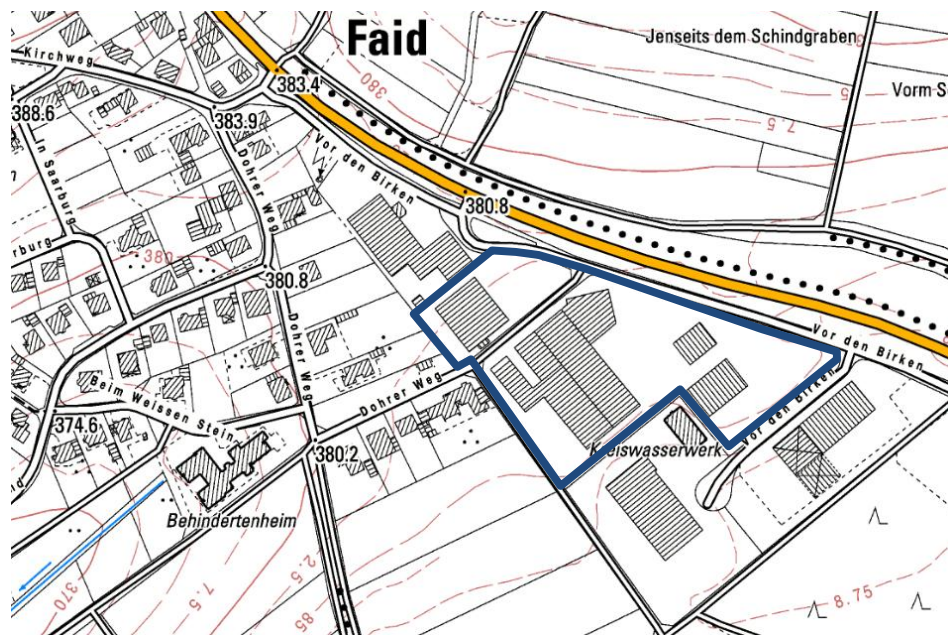 Faid
Jenseits dem Schindgraben
Kirchweg
383.4
380
5
Vorm S
388.6
383.9
7.5
In Saarburg
Dohrer Weg
Vor den Birken
380.8
rburg
380
380.8
Dohrer Weg
Vor den Birken
Beim Weissen Stein
Dohrer Weg
Vor den Birken
374.6
380.2
Kreiswasserwerk
Behindertenheim
370
7.5
2.5
85
8.75